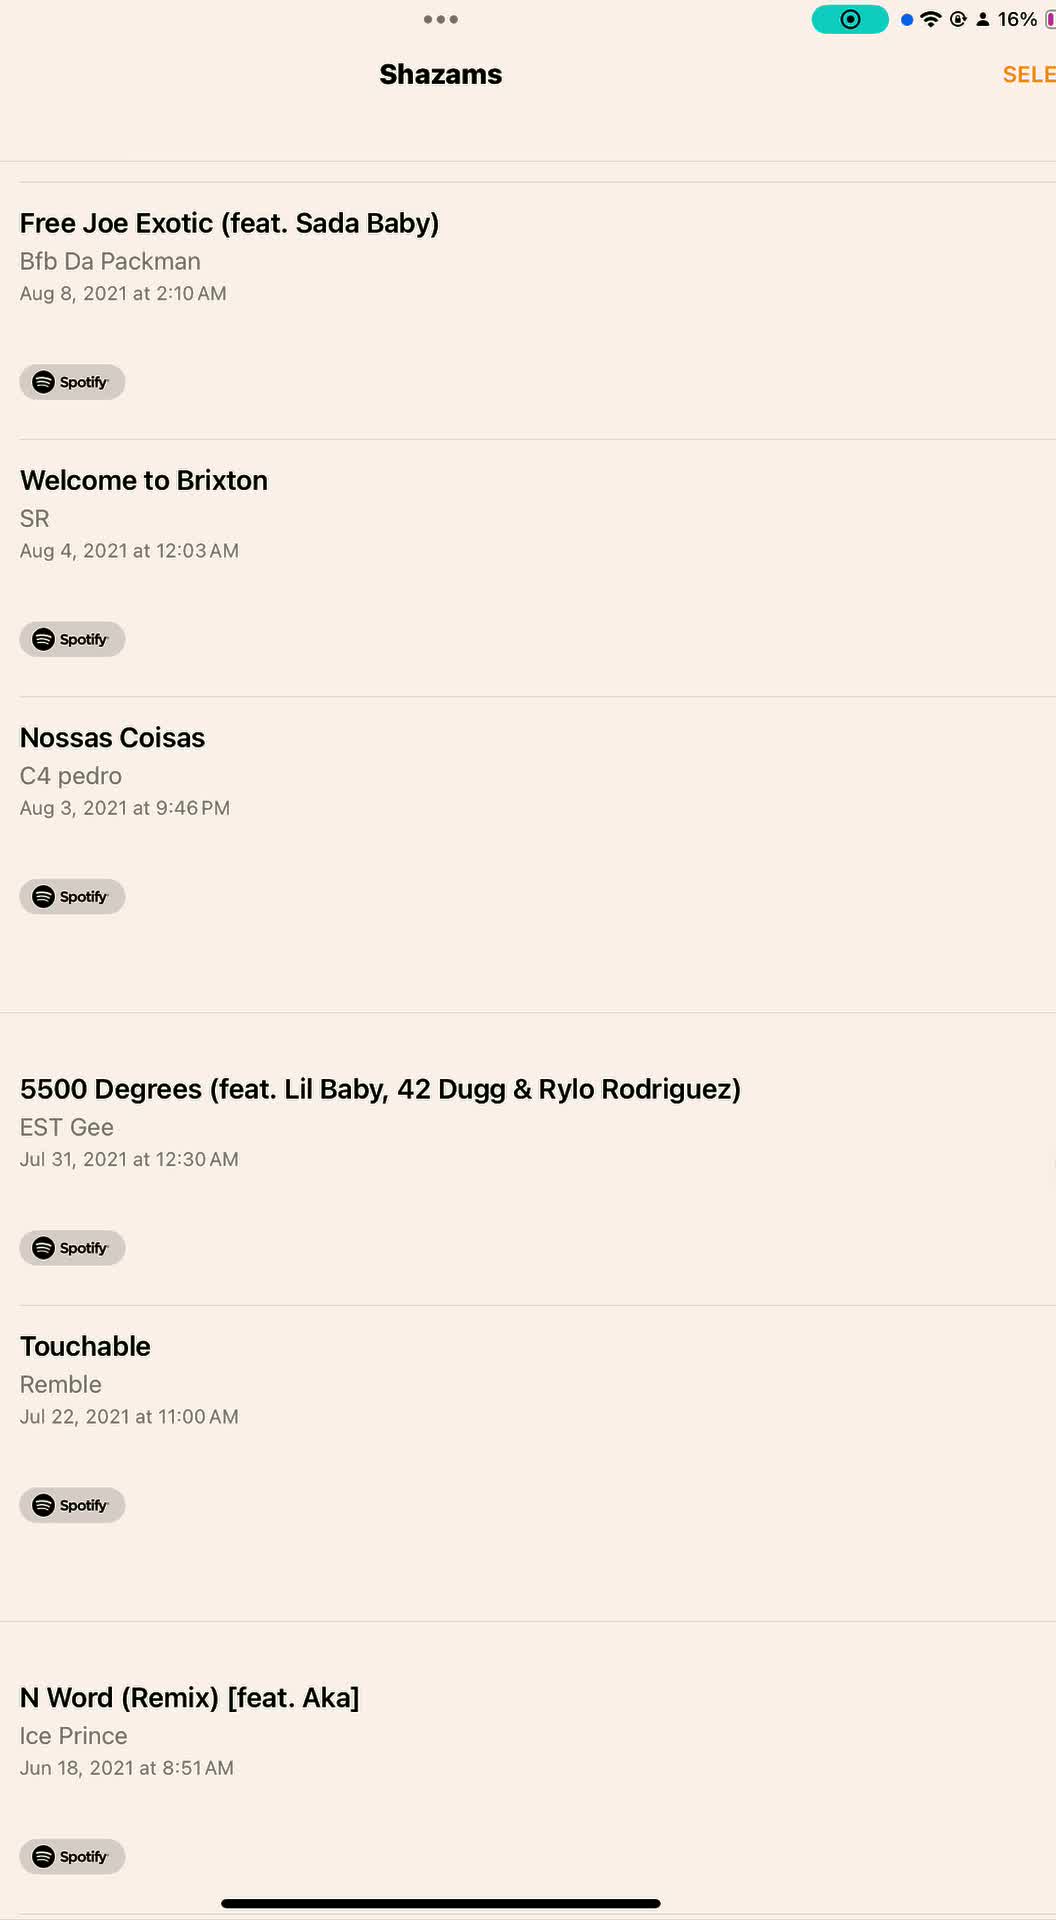 16%
Shazams
SELE
Free Joe Exotic (feat. Sada Baby)
Bfb Da Packman
Aug 8, 2021 at 2:10 AM
Spotify
Welcome to Brixton
SR
Aug 4, 2021 at 12:03 AM
Spotify
Nossas Coisas
C4 pedro
Aug 3, 2021 at 9:46 PM
Spotify
5500 Degrees (feat. Lil Baby, 42 Dugg & Rylo Rodriguez)
EST Gee
Jul 31, 2021 at 12:30 AM
Spotify
Touchable
Remble
Jul 22, 2021 at 11:00 AM
Spotify
N Word (Remix) [feat. Aka]
Ice Prince
Jun 18, 2021 at 8:51 AM
Spotify